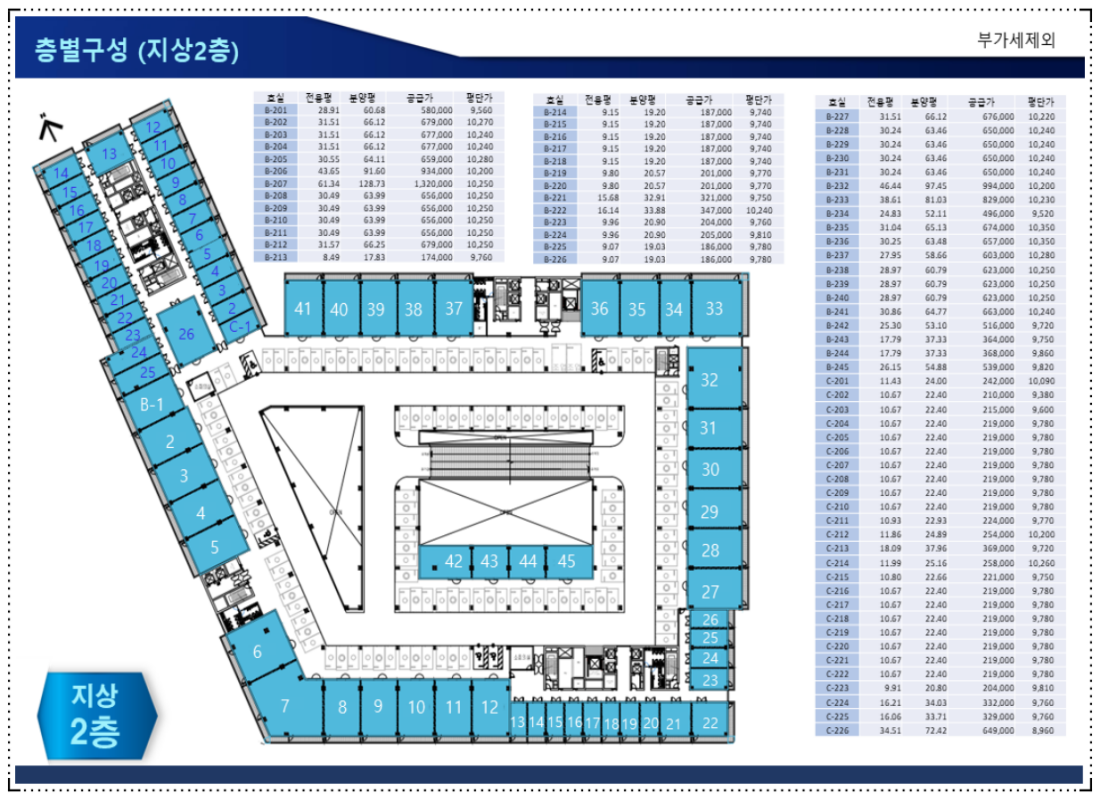 층별구성 (지상2층)
부가세제외
호실 전용평 분양평 공급가 평단가
B-201 28.91 60.68 580,000 9,560
B-202 31.51 66.12 679,000 10,270
B-203 31.51 66.12 677,000 10,240
B-204 31.51 66.12 677,000 10,240
B-205 30.55 64.11 659,000 10,280
B-206 43.65 91.60 934,000 10,200
B-207 61.34 128.73 1,320,000 10,250
B-208 30.49 63.99 656,000 10,250
B-209 30.49 63.99 656,000 10,250
B-210 30.49 63.99 656,000 10,250
B-211 30.49 63.99 656,000 10,250
B-212 31.57 66.25 679,000 10,250
B-213 8.49 17.83 174,000 9,760
호실 전용평 분양평 공급가 평단가
B-214 9.15 19.20 187,000 9,740
B-215 9.15 19.20 187,000 9,740
B-216 9.15 19.20 187,000 9,740
B-217 9.15 19.20 187,000 9,740
B-218 9.15 19.20 187,000 9,740
B-219 9.80 20.57 201,000 9,770
B-220 9.80 20.57 201,000 9,770
B-221 15.68 32.91 321,000 9,750
B-222 16.14 33.88 347,000 10,240
B-223 9.96 20.90 204,000 9,760
B-224 9.96 20.90 205,000 9,810
B-225 9.07 19.03 186,000 9,780
B-226 9.07 19.03 186,000 9,780
호실 전용평 분양평 공급가 평단가
B-227 31.51 66.12 676,000 10,220
B-228 30.24 63.46 650,000 10,240
B-229 30.24 63.46 650,000 10,240
B-230 30.24 63.46 650,000 10,240
B-231 30.24 63.46 650,000 10,240
B-232 46.44 97.45 994,000 10,200
B-233 38.61 81.03 829,000 10,230
B-234 24.83 52.11 496,000 9,520
B-235 31.04 65.13 674,000 10,350
B-236 30.25 63.48 657,000 10,350
B-237 27.95 58.66 603,000 10,280
B-238 28.97 60.79 623,000 10,250
B-239 28.97 60.79 623,000 10,250
B-240 28.97 60.79 623,000 10,250
B-241 30.86 64.77 663,000 10,240
B-242 25.30 53.10 516,000 9,720
B-243 17.79 37.33 364,000 9,750
B-244 17.79 37.33 368,000 9,860
B-245 26.15 54.88 539,000 9,820
C-201 11.43 24.00 242,000 10,090
C-202 10.67 22.40 210,000 9,380
C-203 10.67 22.40 215,000 9,600
C-204 10.67 22.40 219,000 9,780
C-205 10.67 22.40 219,000 9,780
C-206 10.67 22.40 219,000 9,780
C-207 10.67 22.40 219,000 9,780
C-208 10.67 22.40 219,000 9,780
C-209 10.67 22.40 219,000 9,780
C-210 10.67 22.40 219,000 9,780
C-211 10.93 22.93 224,000 9,770
C-212 11.86 24.89 254,000 10,200
C-213 18.09 37.96 369,000 9,720
C-214 11.99 25.16 258,000 10,260
C-215 10.80 22.66 221,000 9,750
C-216 10.67 22.40 219,000 9,780
C-217 10.67 22.40 219,000 9,780
C-218 10.67 22.40 219,000 9,780
C-219 10.67 22.40 219,000 9,780
C-220 10.67 22.40 219,000 9,780
C-221 10.67 22.40 219,000 9,780
C-222 10.67 22.40 219,000 9,780
C-223 9.91 20.80 204,000 9,810
C-224 16.21 34.03 332,000 9,760
C-225 16.06 33.71 329,000 9,760
C-226 34.51 72.42 649,000 8,960
12
11
10
9
8
7
6
5
4
3
2
C-1
13
14
15
16
17
18
19
20
21
22
23
24
25
26
B-1
2
3
4
5
6
7 8 9 10 11 12
13 14 15 16 17 18 19 20 21 22
41 40 39 38 37
36 35 34 33
32
31
30
29
28
27
26
25
24
23
OPEN
OPEN
OPEN
42 43 44 45
지상
2층